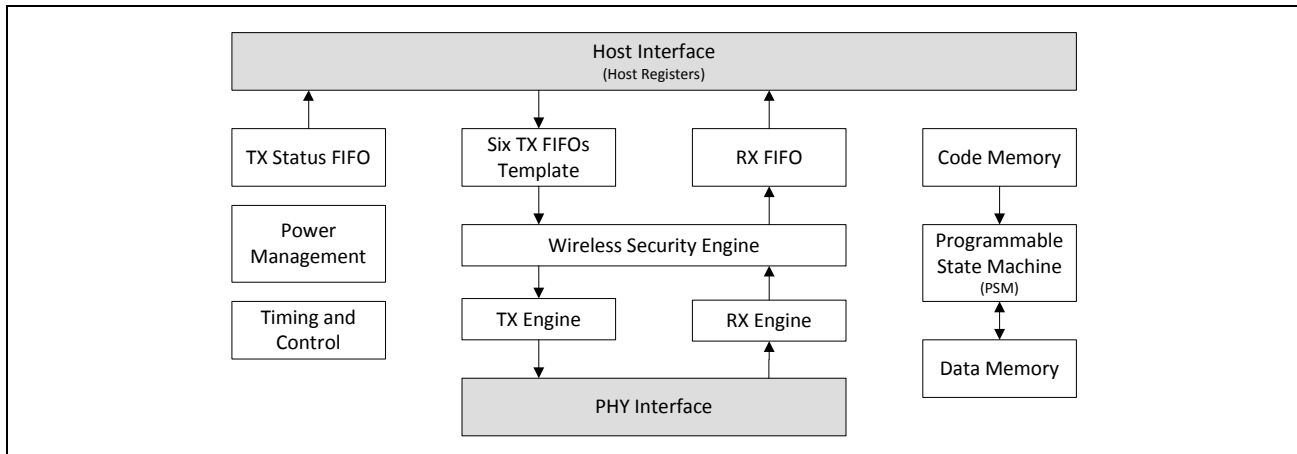 Host Interface
(Host Registers)
TX Status FIFO
Six TX FIFOs
Template
RX FIFO
Code Memory
Power
Management
Wireless Security Engine
Programmable
State Machine
(PSM)
Timing and
Control
TX Engine
RX Engine
Data Memory
PHY Interface